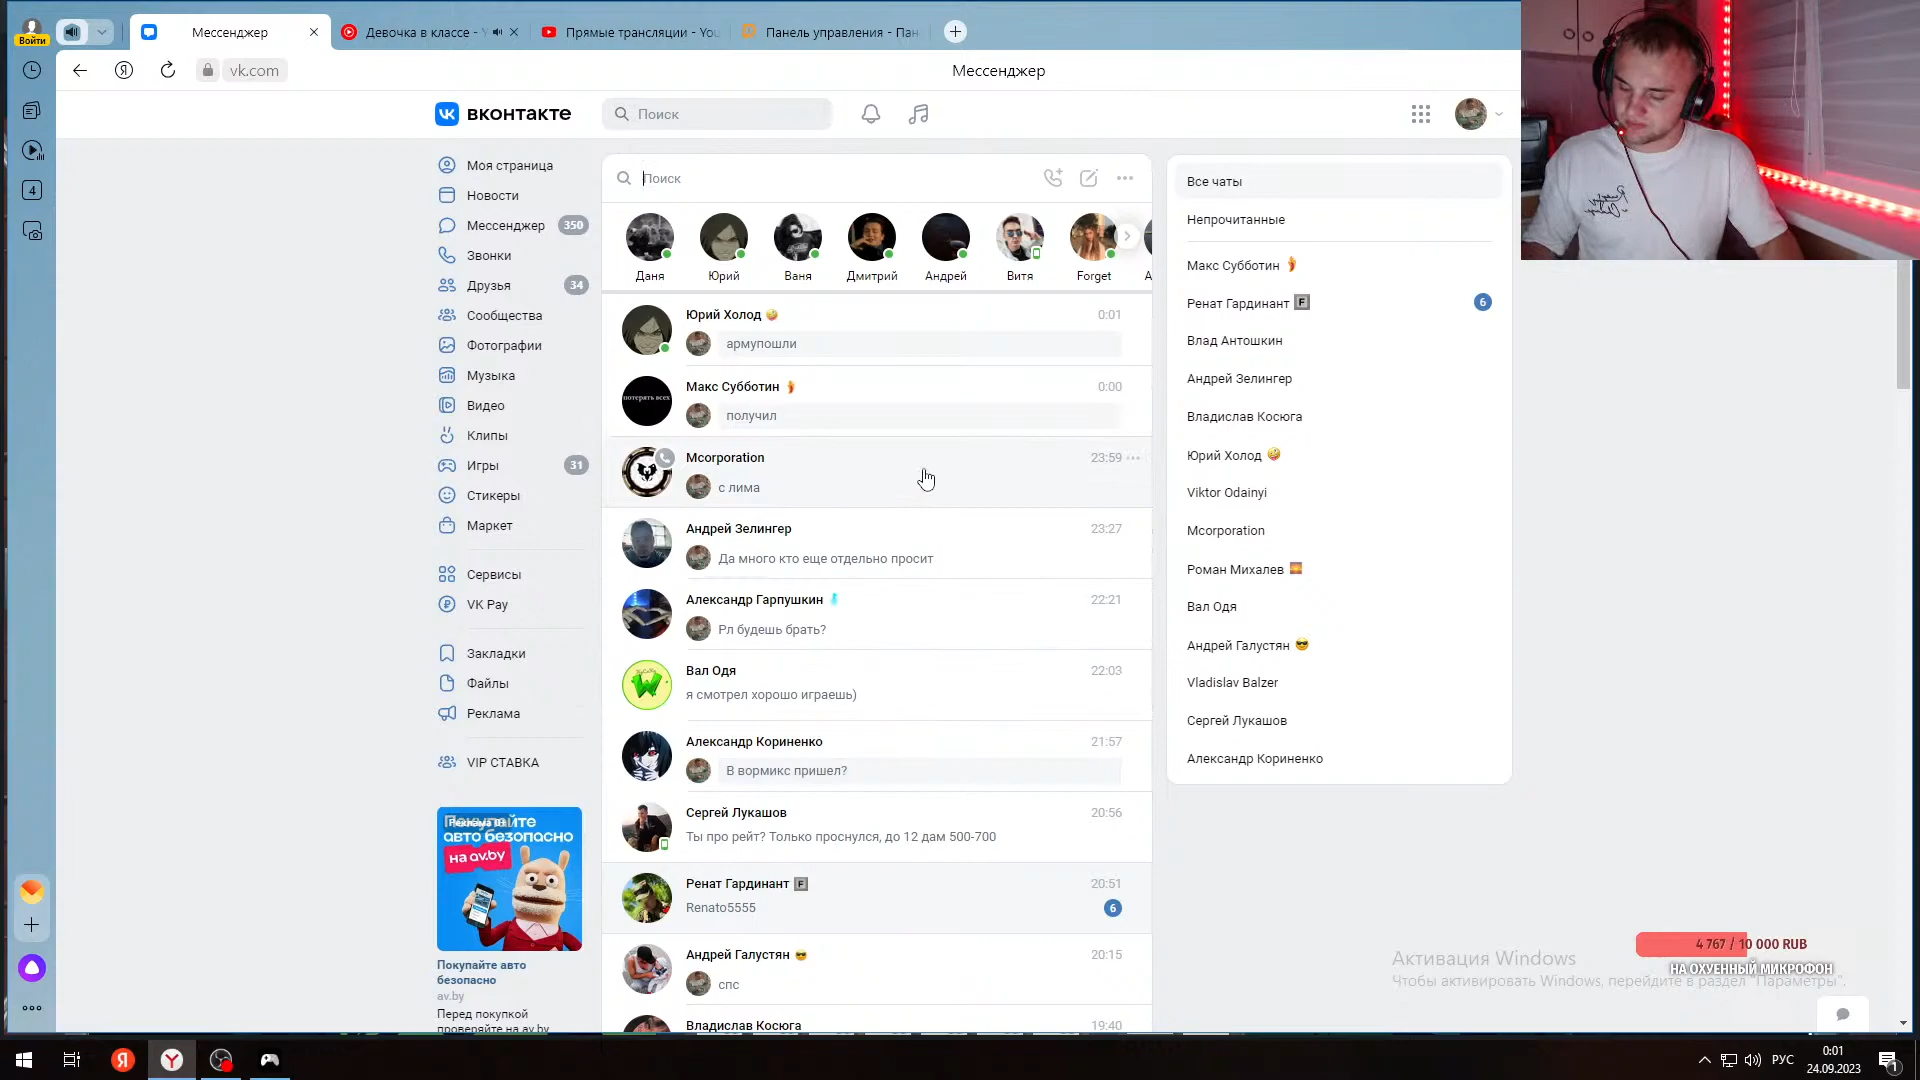 Войти
Мессенджер
Девочка в классе - Y
Прямые трансляции - You
Панель управления - Пан
vk.com
Мессенджер
вконтакте
Поиск
Моя страница
Новости
Мессенджер 350
Звонки
Друзья 34
Сообщества
Фотографии
Музыка
Видео
Клипы
Игры 31
Стикеры
Маркет
Сервисы
VK Pay
Закладки
Файлы
Реклама
VIP СТАВКА
Покупайте
авто безопасно
на av.by
Покупайте авто
безопасно
av.by
Перед покупкой
проверяйте на av.by
4
Поиск
Даня
Юрий
Ваня
Дмитрий
Андрей
Витя
Forget
А
Юрий Холод 0:01
армупошли
Макс Субботин 0:00
потерять всех
получил
Mcorporation 23:59
с лима
Андрей Зелингер 23:27
Да много кто еще отдельно просит
Александр Гарпушкин 22:21
Рл будешь брать?
Вал Одя 22:03
я смотрел хорошо играешь)
Александр Кориненко 21:57
В вормикс пришел?
Сергей Лукашов 20:56
Ты про рейт? Только проснулся, до 12 дам 500-700
Ренат Гардинант F 20:51
Renato5555 6
Андрей Галустян 20:15
спс
Владислав Косюга 19:40
Все чаты
Непрочитанные
Макс Субботин
Ренат Гардинант F 6
Влад Антошкин
Андрей Зелингер
Владислав Косюга
Юрий Холод
Viktor Odainyi
Mcorporation
Роман Михалев
Вал Одя
Андрей Галустян
Vladislav Balzer
Сергей Лукашов
Александр Кориненко
4 767 / 10 000 RUB
НА ОХУЕННЫЙ МИКРОФОН
Активация Windows
Чтобы активировать Windows, перейдите в раздел "Параметры".
РУС
0:01
24.09.2023
1